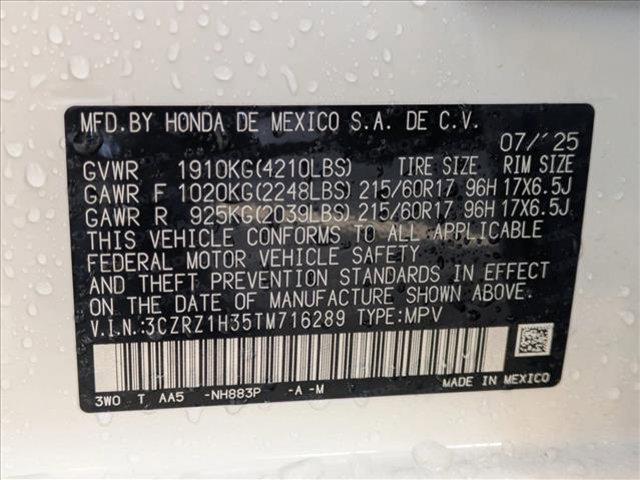 MFD.BY HONDA DE MEXICO S.A. DE C.V.
07/'25
GVWR 1910KG(4210LBS) TIRE SIZE RIM SIZE
GAWR F 1020KG(2248LBS) 215/60R17 96H 17X6.5J
GAWR R 925KG(2039LBS) 215/60R17 96H 17X6.5J
THIS VEHICLE CONFORMS TO ALL APPLICABLE
FEDERAL MOTOR VEHICLE SAFETY
AND THEFT PREVENTION STANDARDS IN EFFECT
ON THE DATE OF MANUFACTURE SHOWN ABOVE.
V.I.N.:3CZRZ1H35TM716289 TYPE:MPV
3W0 T AA5 -NH883P -A -M MADE IN MEXICO